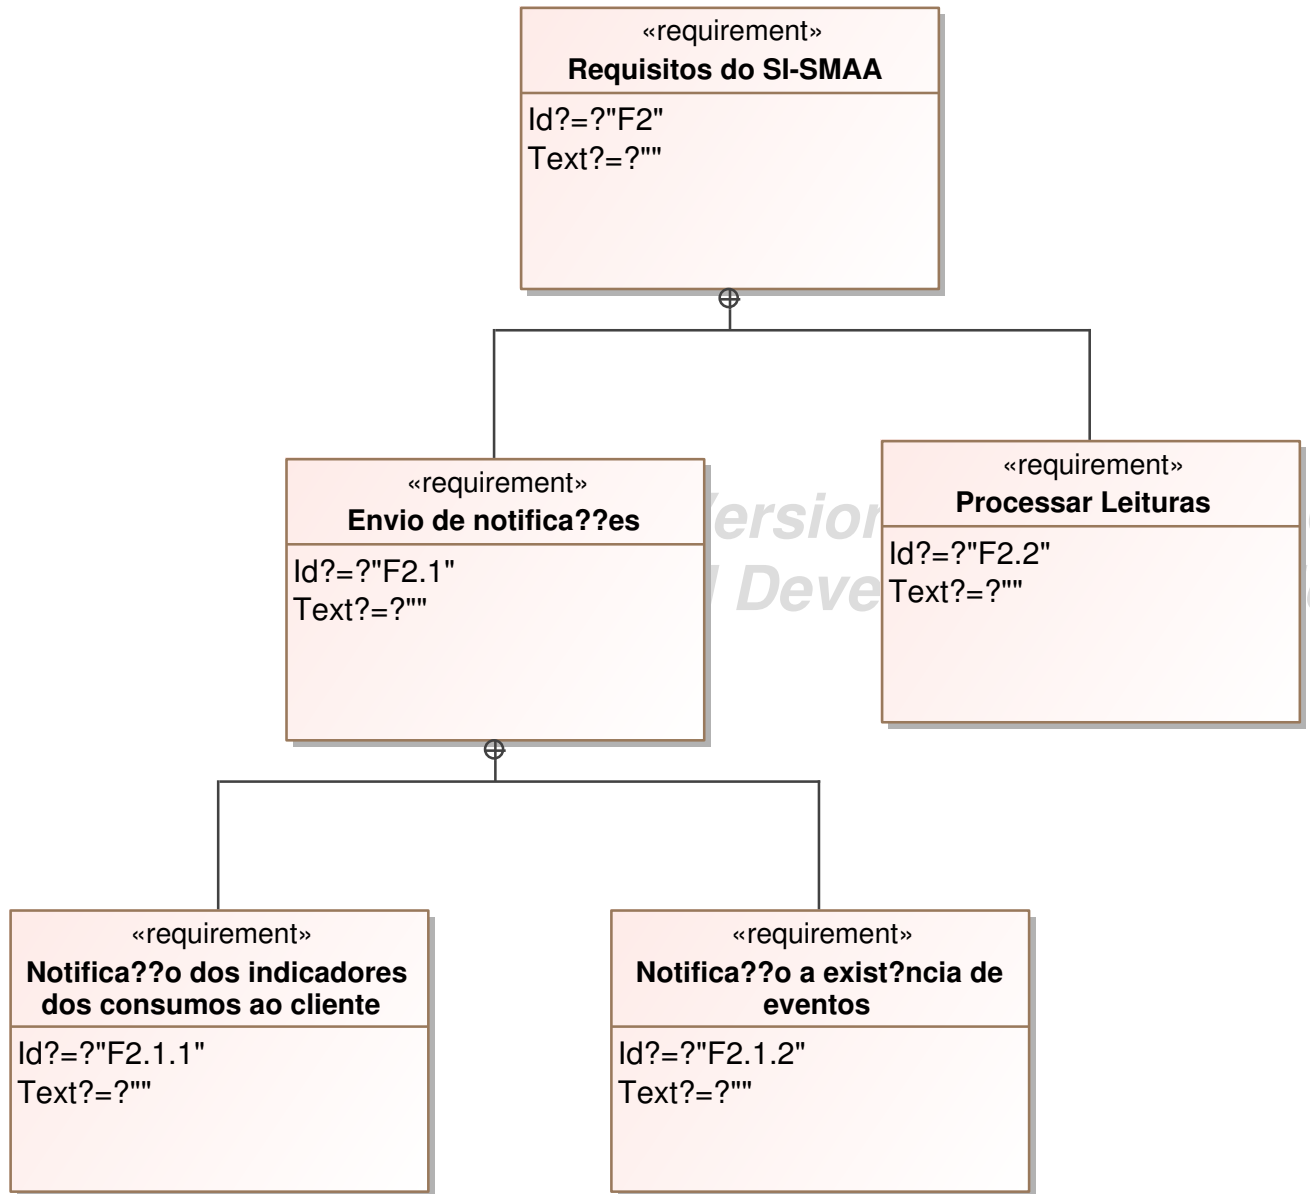 «requirement»
Requisitos do SI-SMAA
Id?=?"F2"
Text?=?""
«requirement»
Envio de notifica??es
Id?=?"F2.1"
Text?=?""
«requirement»
Processar Leituras
Id?=?"F2.2"
Text?=?""
«requirement»
Notifica??o dos indicadores
dos consumos ao cliente
Id?=?"F2.1.1"
Text?=?""
«requirement»
Notifica??o a exist?ncia de
eventos
Id?=?"F2.1.2"
Text?=?""